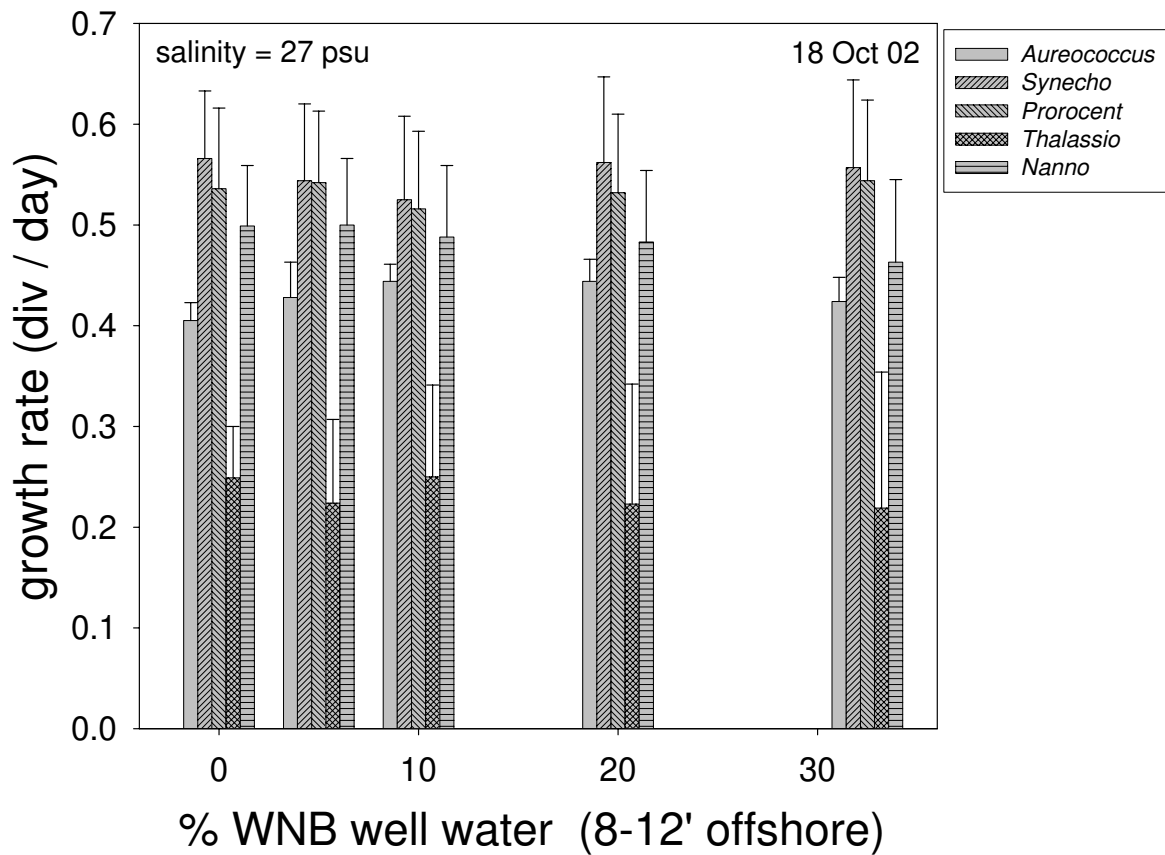 0.7
salinity = 27 psu
18 Oct 02
Aureococcus
Synecho
Prorocent
Thalassio
Nanno
0.6
0.5
0.4
0.3
0.2
0.1
0.0
growth rate (div / day)
0 10 20 30
% WNB well water (8-12' offshore)